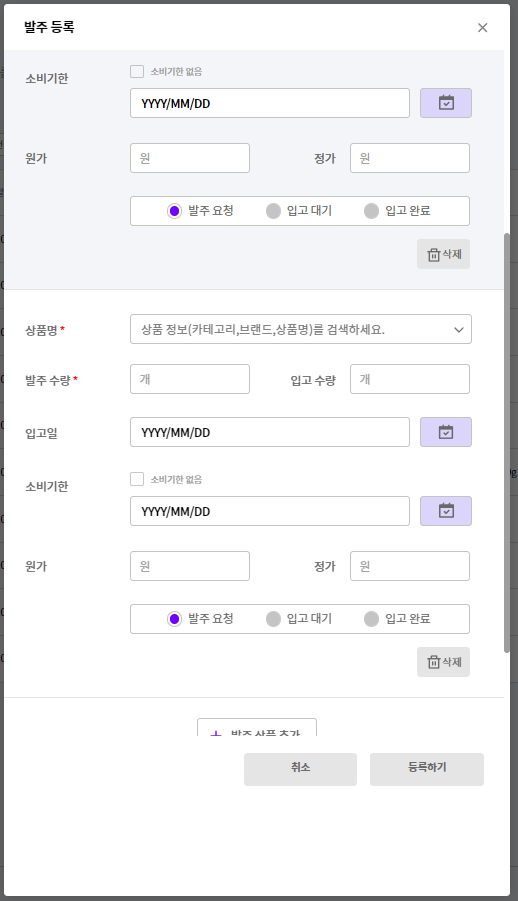 발주 등록
소비기한 없음
소비기한
YYYY/MM/DD
원가 원 정가 원
발주 요청 입고 대기 입고 완료
삭제
상품명 * 상품 정보(카테고리,브랜드,상품명)를 검색하세요.
발주 수량 * 개 입고 수량 개
입고일 YYYY/MM/DD
소비기한 없음
소비기한
YYYY/MM/DD
원가 원 정가 원
발주 요청 입고 대기 입고 완료
삭제
+ 발주 상품 추가
취소 등록하기